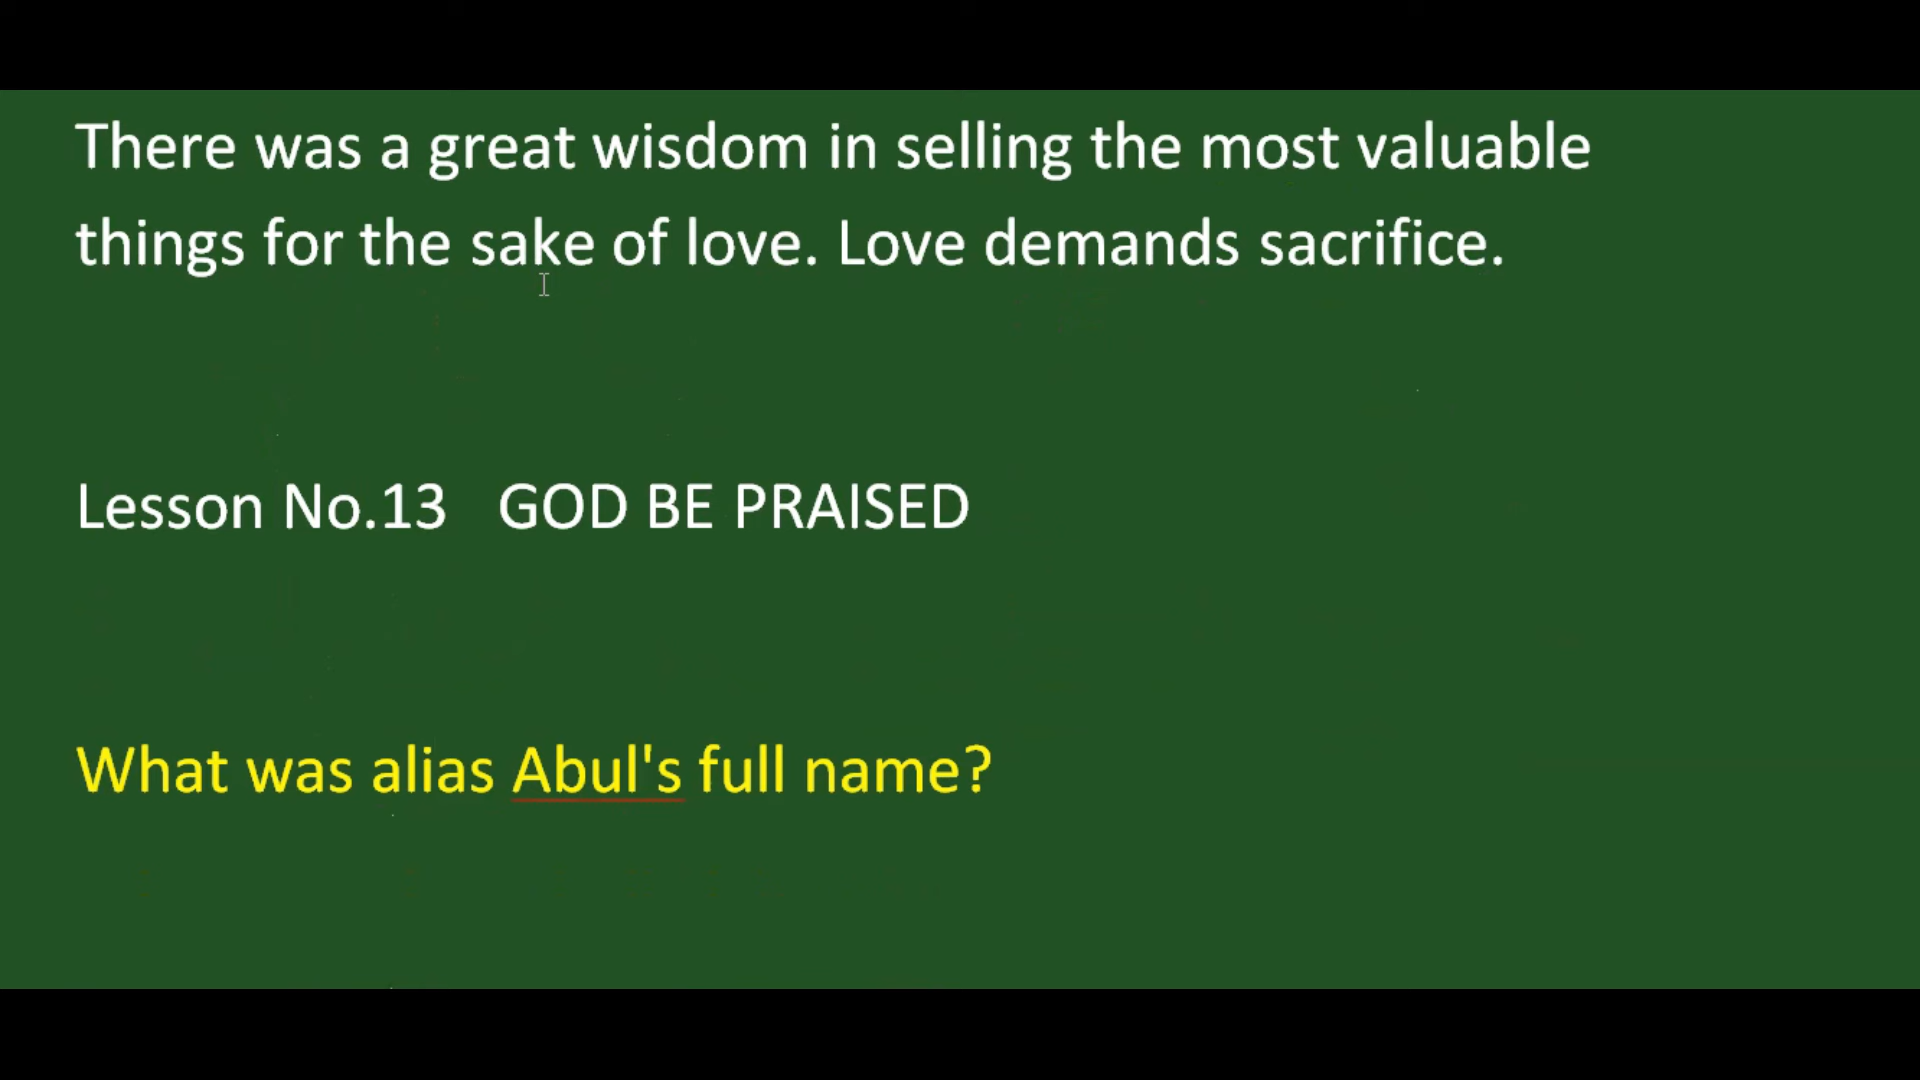 There was a great wisdom in selling the most valuable
things for the sake of love. Love demands sacrifice.
Lesson No.13 GOD BE PRAISED
What was alias Abul's full name?